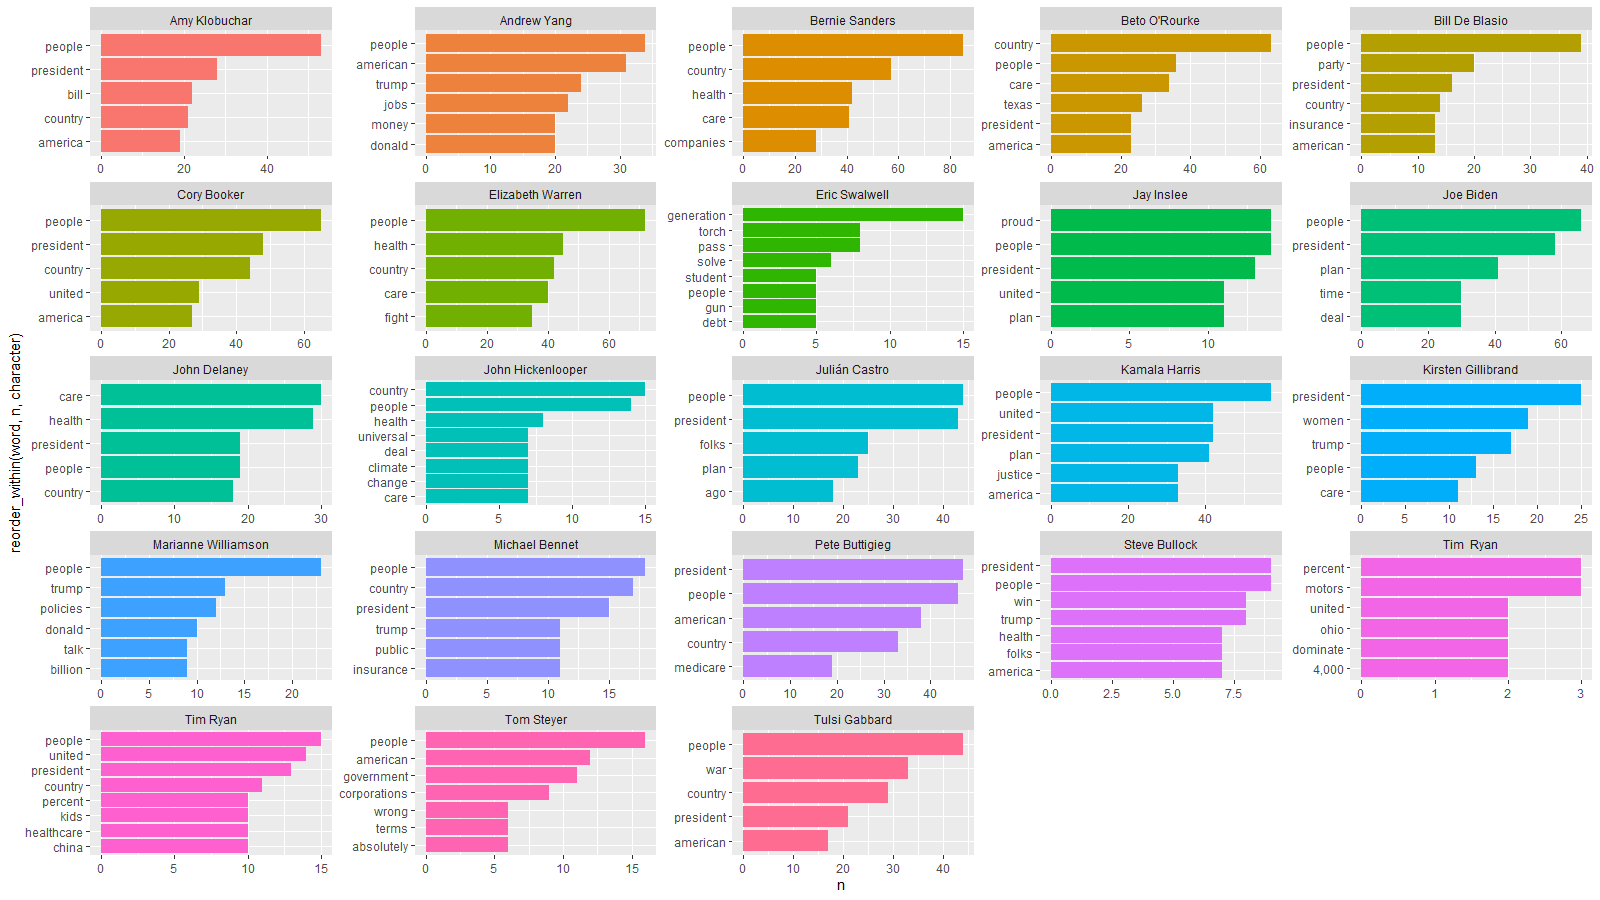 Amy Klobuchar
people
president
bill
country
america
0 20 40
Andrew Yang
people
american
trump
jobs
money
donald
0 10 20 30
Bernie Sanders
people
country
health
care
companies
0 20 40 60 80
Beto O'Rourke
country
people
care
texas
president
america
0 20 40 60
Bill De Blasio
people
party
president
country
insurance
american
0 10 20 30 40
Cory Booker
people
president
country
united
america
0 20 40 60
Elizabeth Warren
people
health
country
care
fight
0 20 40 60
Eric Swalwell
generation
torch
pass
solve
student
people
gun
debt
0 5 10 15
Jay Inslee
proud
people
president
united
plan
0 5 10
Joe Biden
people
president
plan
time
deal
0 20 40 60
John Delaney
care
health
president
people
country
0 10 20 30
John Hickenlooper
country
people
health
universal
deal
climate
change
care
0 5 10 15
Julián Castro
people
president
folks
plan
ago
0 10 20 30 40
Kamala Harris
people
united
president
plan
justice
america
0 20 40
Kirsten Gillibrand
president
women
trump
people
care
0 5 10 15 20 25
Marianne Williamson
people
trump
policies
donald
talk
billion
0 5 10 15 20
Michael Bennet
people
country
president
trump
public
insurance
0 5 10 15
Pete Buttigieg
president
people
american
country
medicare
0 10 20 30 40
Steve Bullock
president
people
win
trump
health
folks
america
0.0 2.5 5.0 7.5
Tim  Ryan
percent
motors
united
ohio
dominate
4,000
0 1 2 3
Tim Ryan
people
united
president
country
percent
kids
healthcare
china
0 5 10 15
Tom Steyer
people
american
government
corporations
wrong
terms
absolutely
0 5 10 15
Tulsi Gabbard
people
war
country
president
american
0 10 20 30 40
n
reorder_within(word, n, character)